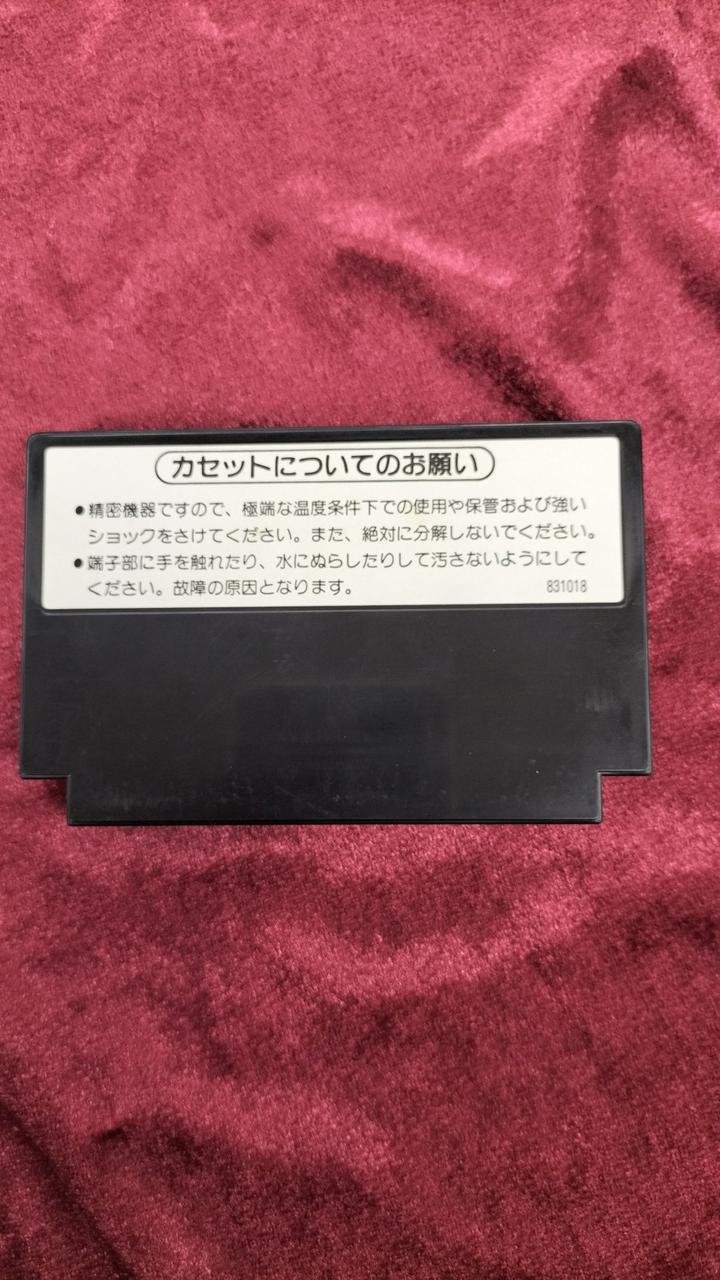 カセットについてのお願い
●精密機器ですので、極端な温度条件下での使用や保管および強い
ショックをさけてください。また、絶対に分解しないでください。
●端子部に手を触れたり、水にぬらしたりして汚さないようにして
ください。故障の原因となります。 831018